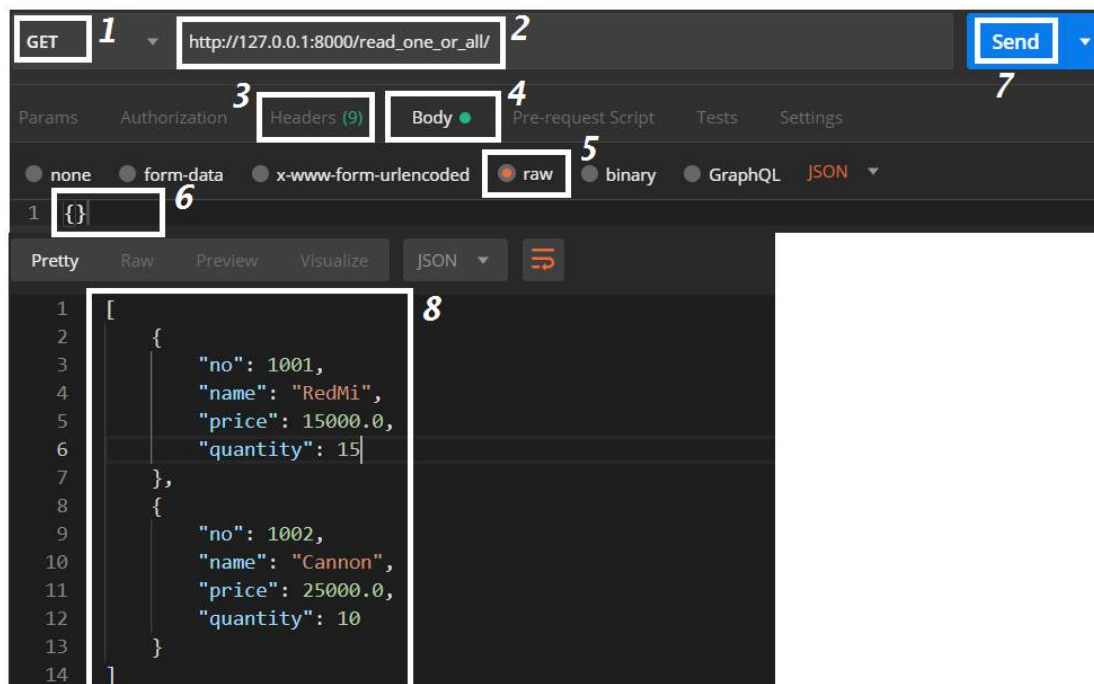 GET 1 http://127.0.0.1:8000/read_one_or_all/ 2 Send
7
3 4
Params Authorization Headers (9) Body Pre-request Script Tests Settings
5
none form-data x-www-form-urlencoded raw binary GraphQL JSON
6
1 {}
Pretty Raw Preview Visualize JSON
8
1 [
2 {
3 "no": 1001,
4 "name": "RedMi",
5 "price": 15000.0,
6 "quantity": 15
7 },
8 {
9 "no": 1002,
10 "name": "Cannon",
11 "price": 25000.0,
12 "quantity": 10
13 }
14 ]